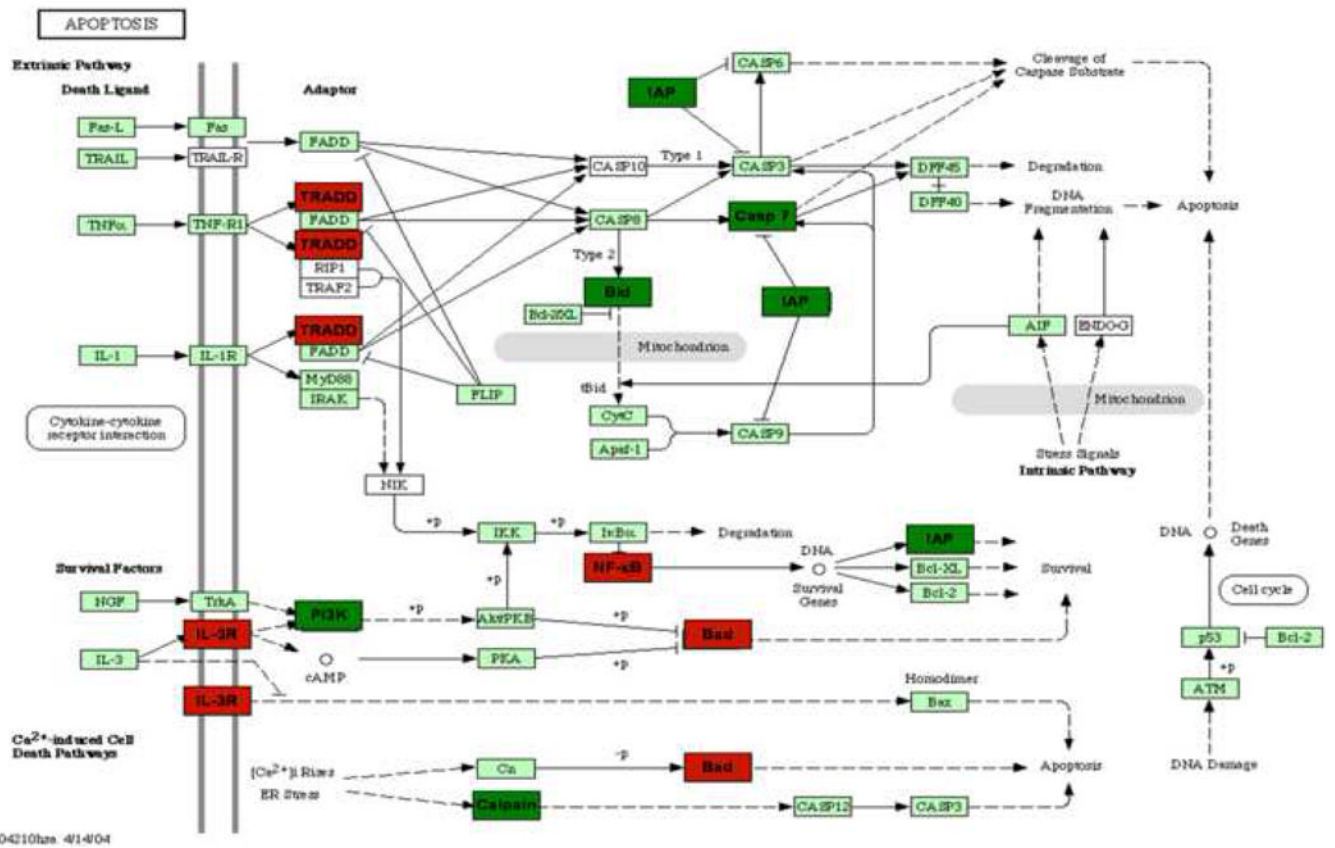 APOPTOSIS
Extrinsic Pathway
Death Ligand
Adaptor
Fas-L
Fas
TRAIL
TRAIL-R
FADD
TRADD
TNFα
TNF-R1
FADD
TRADD
RIP1
TRAF2
TRADD
IL-1
IL-1R
FADD
MyD88
IRAK
FLIP
Cytokine-cytokine
receptor interaction
NIK
IAP
CASP6
CASP10
Type 1
CASP3
CASP8
Casp 7
Type 2
Bid
IAP
Bcl-2/XL
Mitochondrion
tBid
CytC
Apaf-1
CASP9
Cleavage of
Caspase Substrate
DFF45
Degradation
DFF40
DNA
Fragmentation
Apoptosis
AIF
ENDO-G
Mitochondrion
Stress Signals
Intrinsic Pathway
+p
IKK
+p
IκBα
Degradation
NF-κB
DNA
Survival
Genes
IAP
Bcl-XL
Bcl-2
Survival
DNA
Death
Genes
Cell cycle
p53
Bcl-2
+p
ATM
DNA Damage
Survival Factors
NGF
TrkA
PI3K
+p
Akt/PKB
+p
+p
IL-3R
IL-3
cAMP
PKA
+p
Bad
IL-3R
Homodimer
Bax
Ca2+-induced Cell
Death Pathways
[Ca2+]i Rises
ER Stress
Cn
-p
Bad
Apoptosis
Calpain
CASP12
CASP3
04210hsa 4/14/04